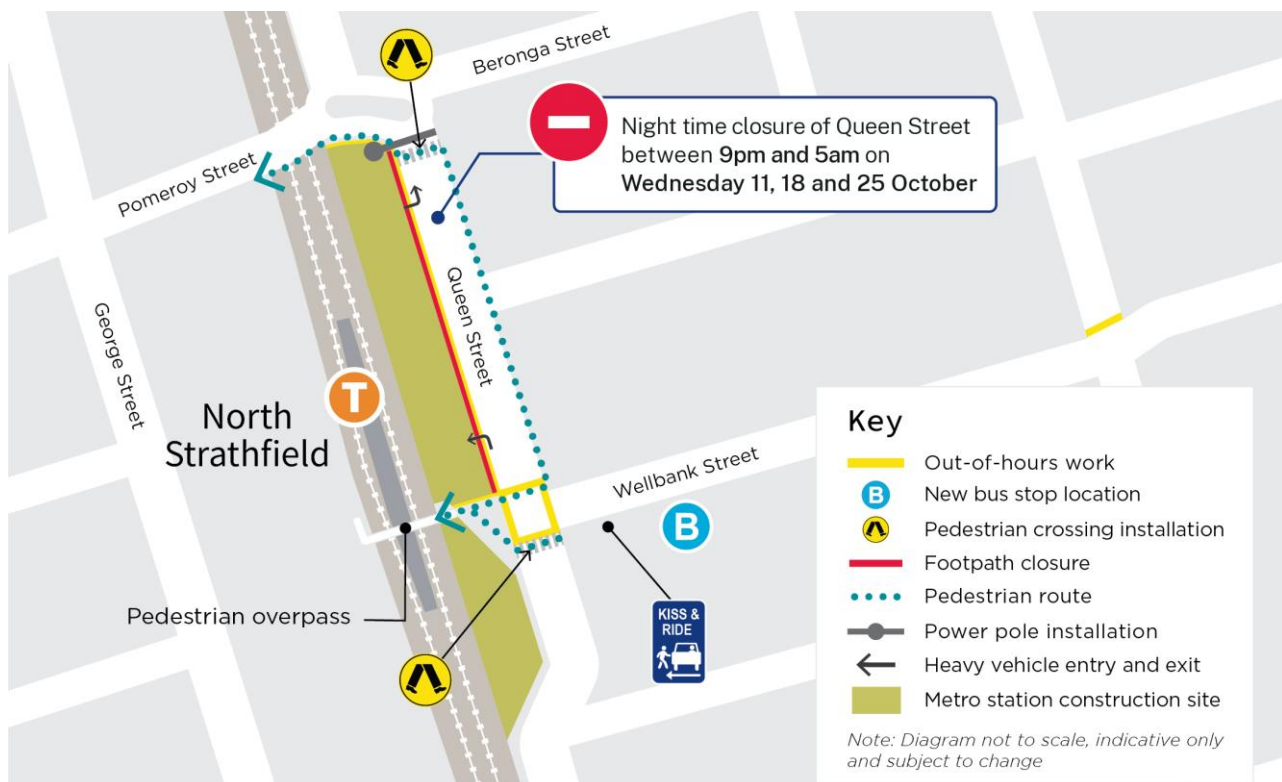 Beronga Street
Night time closure of Queen Street
between 9pm and 5am on
Wednesday 11, 18 and 25 October
Pomeroy Street
George Street
Queen Street
T
North
Strathfield
Wellbank Street
B
Pedestrian overpass
KISS &
RIDE
Key
Out-of-hours work
B
New bus stop location
Pedestrian crossing installation
Footpath closure
Pedestrian route
Power pole installation
Heavy vehicle entry and exit
Metro station construction site
Note: Diagram not to scale, indicative only
and subject to change